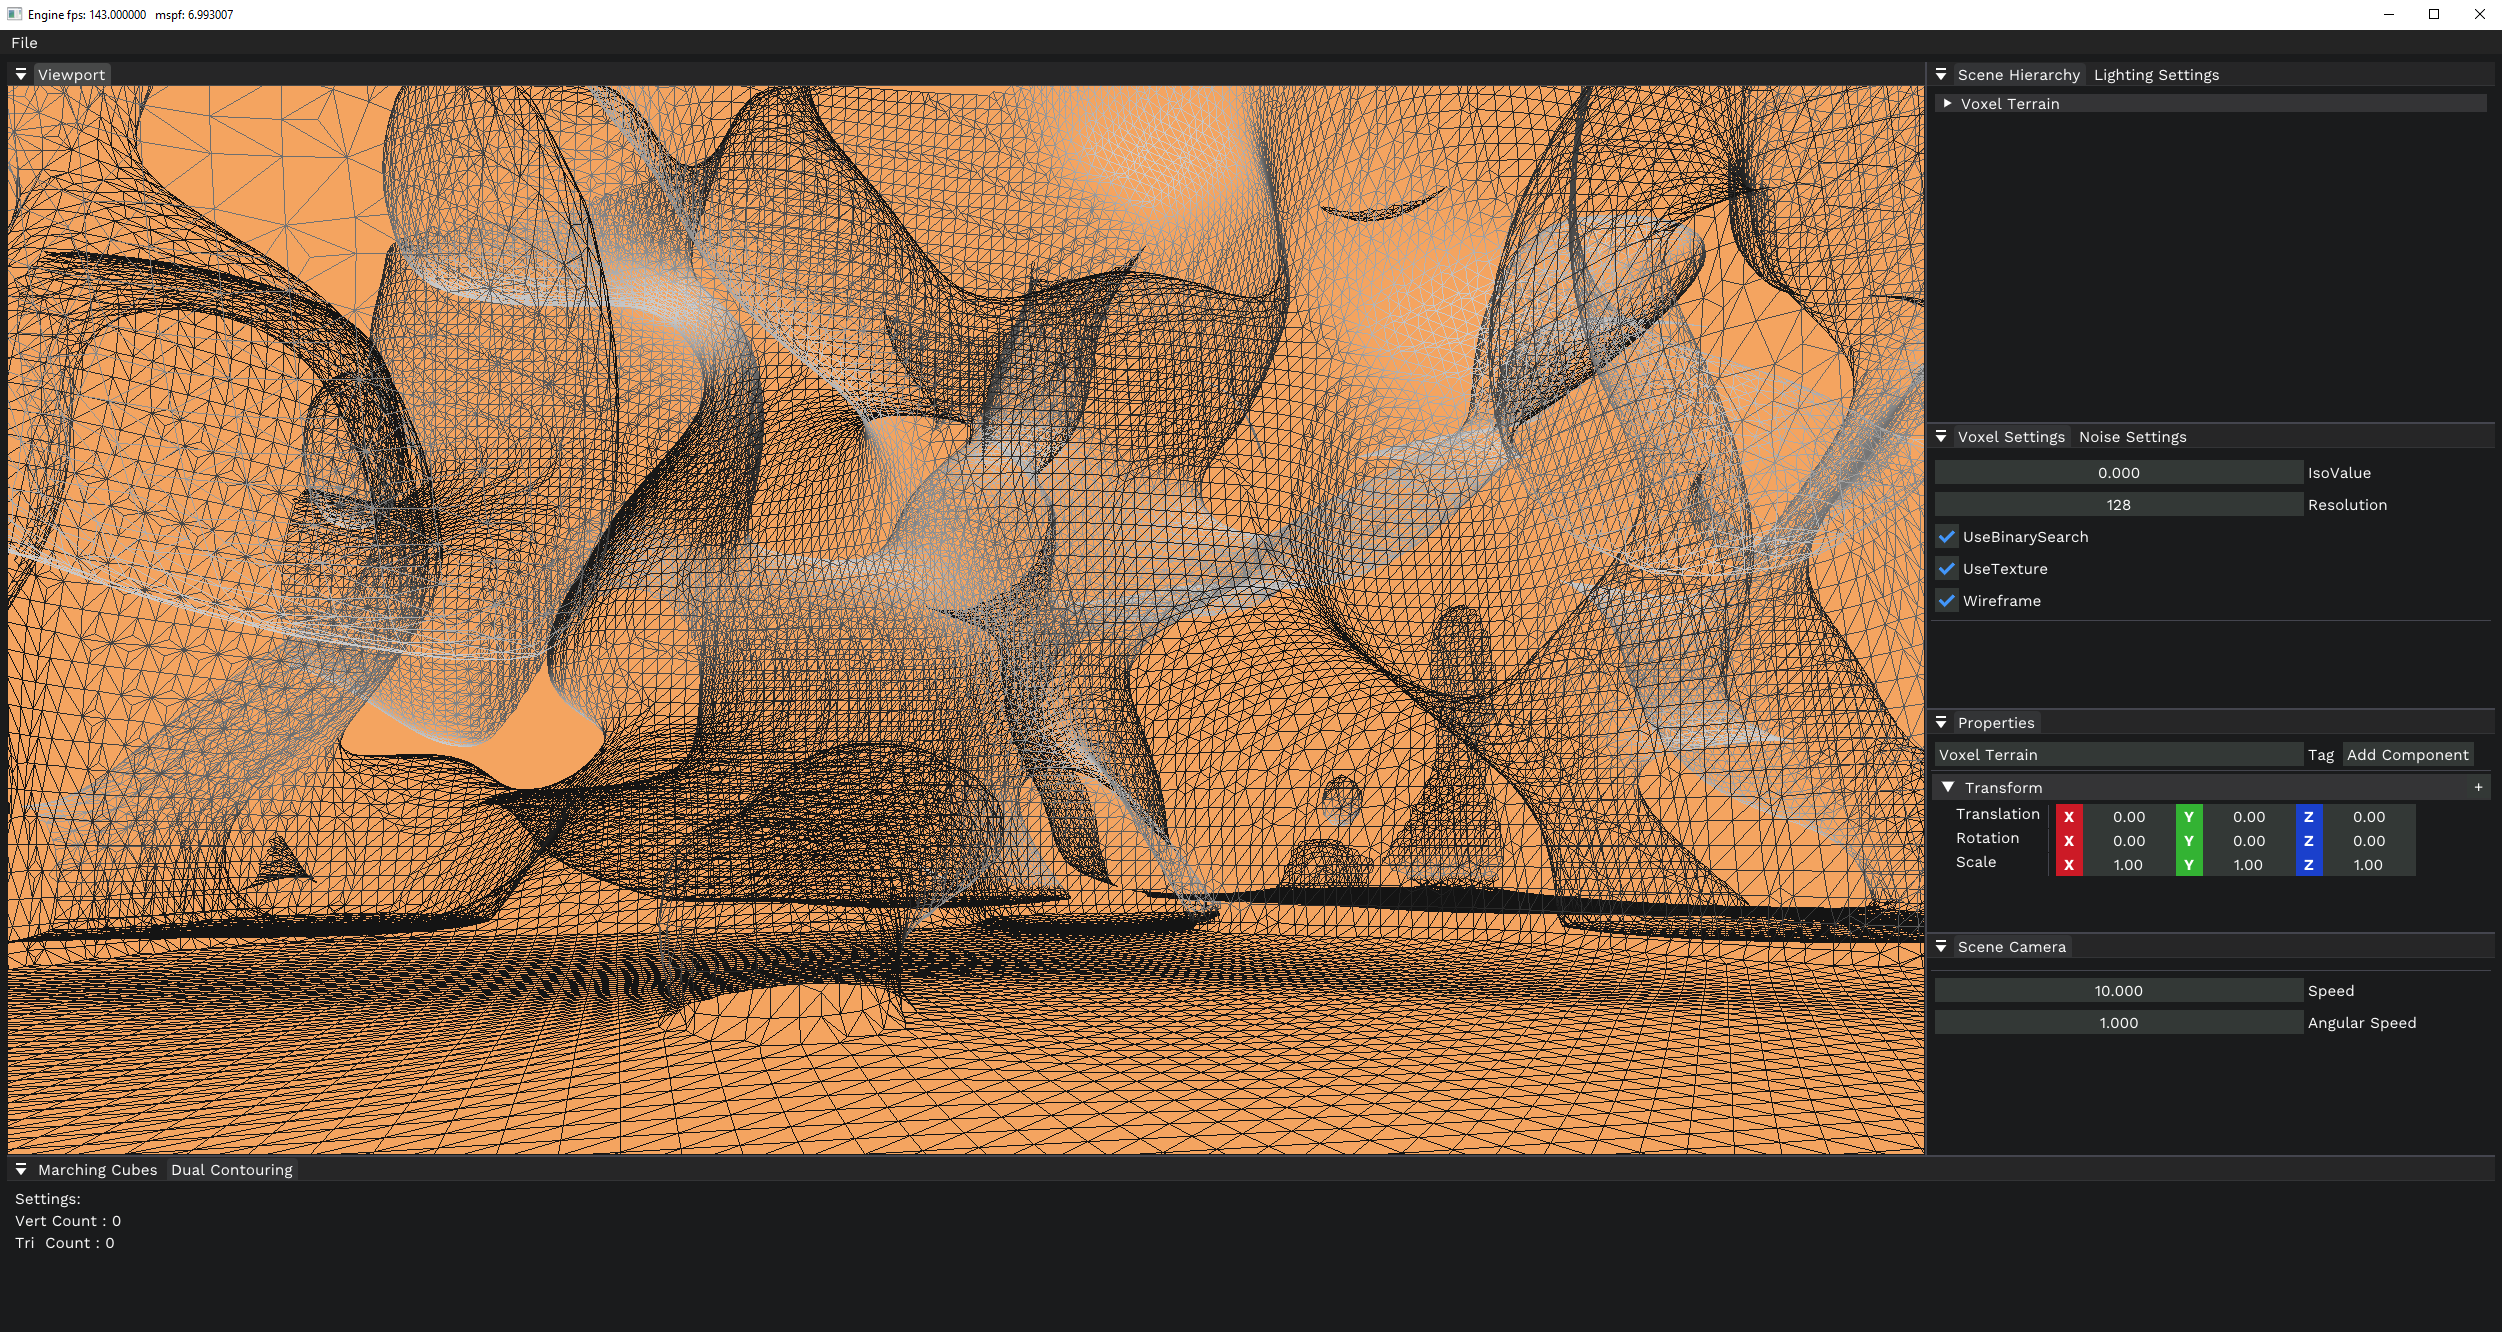 Engine fps: 143.000000   mspf: 6.993007
File
Viewport
Scene Hierarchy Lighting Settings
Voxel Terrain
Voxel Settings Noise Settings
0.000 IsoValue
128 Resolution
UseBinarySearch
UseTexture
Wireframe
Properties
Voxel Terrain Tag Add Component
Transform +
Translation X 0.00 Y 0.00 Z 0.00
Rotation X 0.00 Y 0.00 Z 0.00
Scale X 1.00 Y 1.00 Z 1.00
Scene Camera
10.000 Speed
1.000 Angular Speed
Marching Cubes Dual Contouring
Settings:
Vert Count : 0
Tri  Count : 0